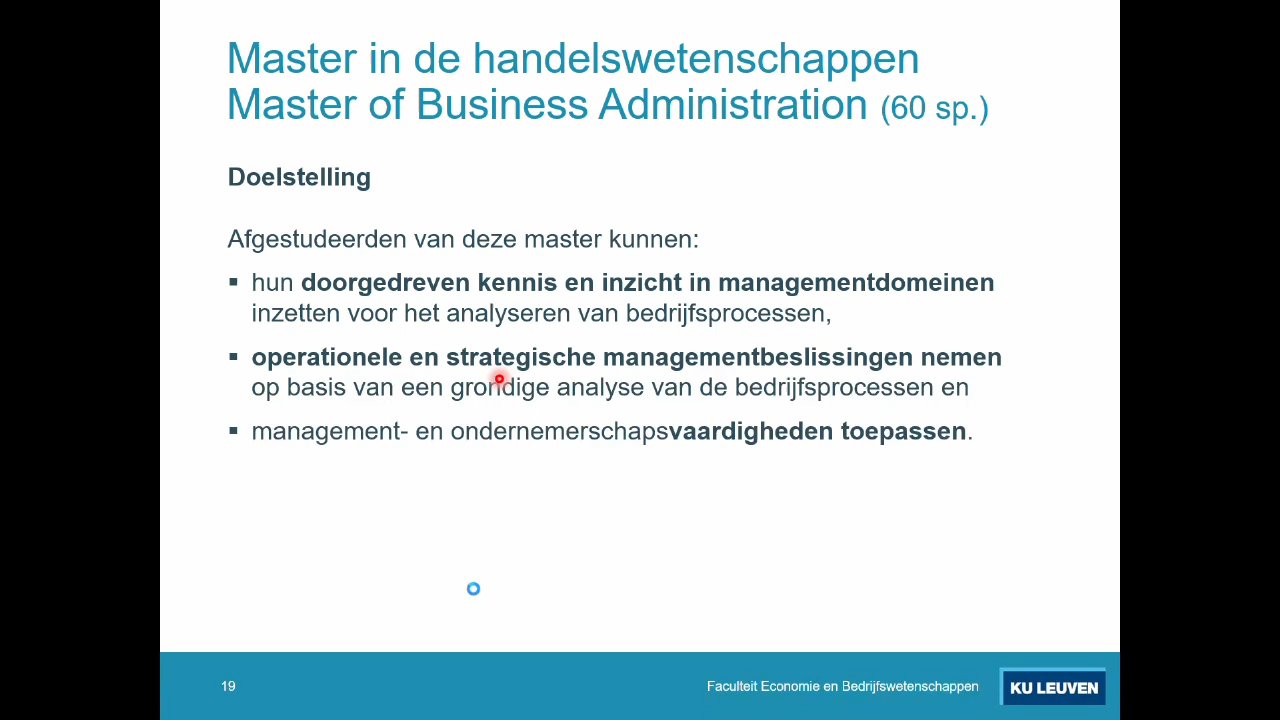 Master in de handelswetenschappen
Master of Business Administration (60 sp.)
Doelstelling
Afgestudeerden van deze master kunnen:
▪ hun doorgedreven kennis en inzicht in managementdomeinen
inzetten voor het analyseren van bedrijfsprocessen,
▪ operationele en strategische managementbeslissingen nemen
op basis van een grondige analyse van de bedrijfsprocessen en
▪ management- en ondernemerschapsvaardigheden toepassen.
19
Faculteit Economie en Bedrijfswetenschappen
KU LEUVEN